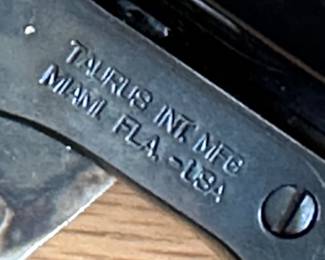 TAURUS INT. MFG
MIAMI. FLA. -USA